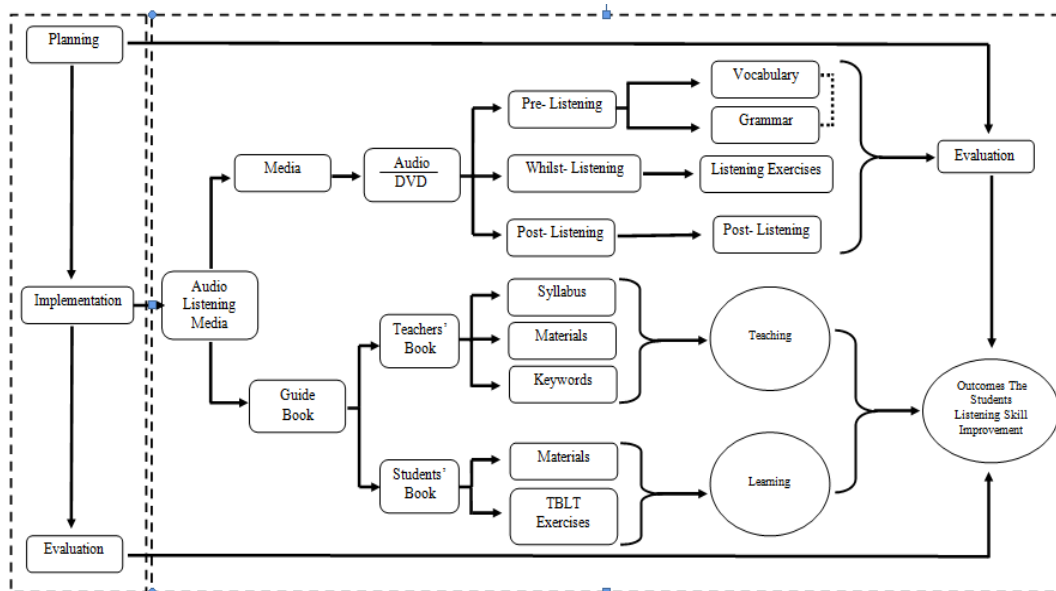 Planning
Vocabulary
Pre- Listening
Grammar
Evaluation
Media
Audio
DVD
Whilst- Listening
Listening Exercises
Post- Listening
Post- Listening
Implementation
Audio
Listening
Media
Syllabus
Teachers’
Book
Materials
Teaching
Keywords
Guide
Book
Outcomes The
Students
Listening Skill
Improvement
Students’
Book
Materials
Learning
TBLT
Exercises
Evaluation